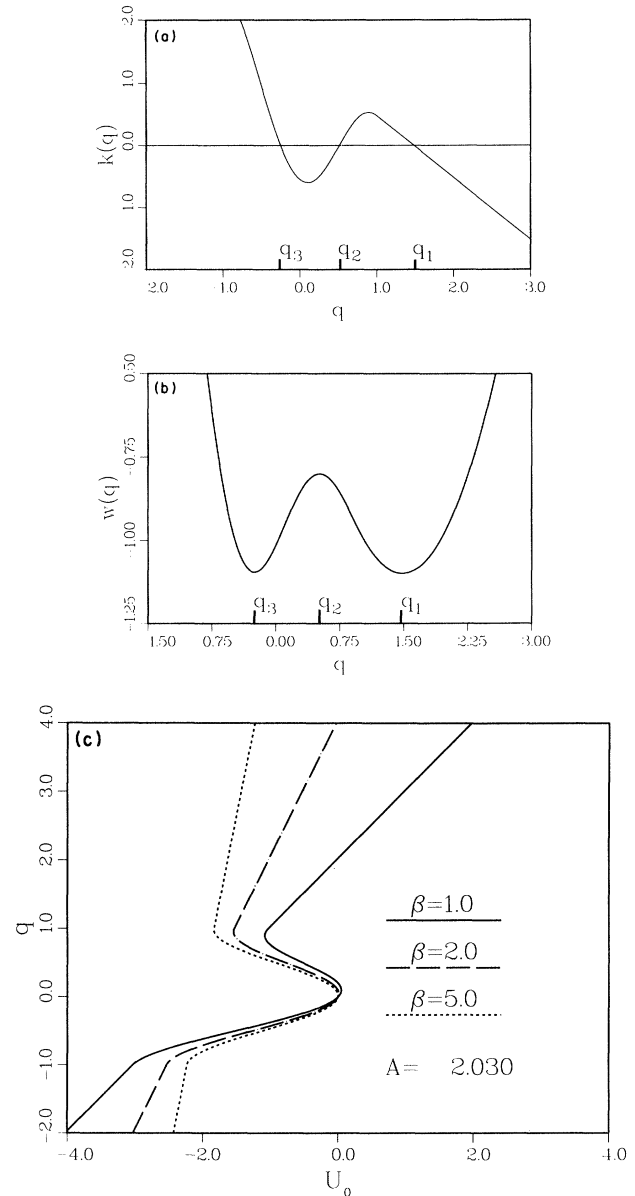 (a)
2.0
1.0
0.0
1.0
2.0
k(q)
q₃ q₂ q₁
2.0 -1.0 0.0 1.0 2.0 3.0
q
(b)
0.50
-0.75
-1.00
-1.25
w(q)
q₃ q₂ q₁
1.50 0.75 0.00 0.75 1.50 2.25 3.00
q
(c)
4.0
3.0
2.0
1.0
0.0
-1.0
-2.0
q
β=1.0
β=2.0
β=5.0
A= 2.030
-4.0 -2.0 0.0 2.0 4.0
U₀